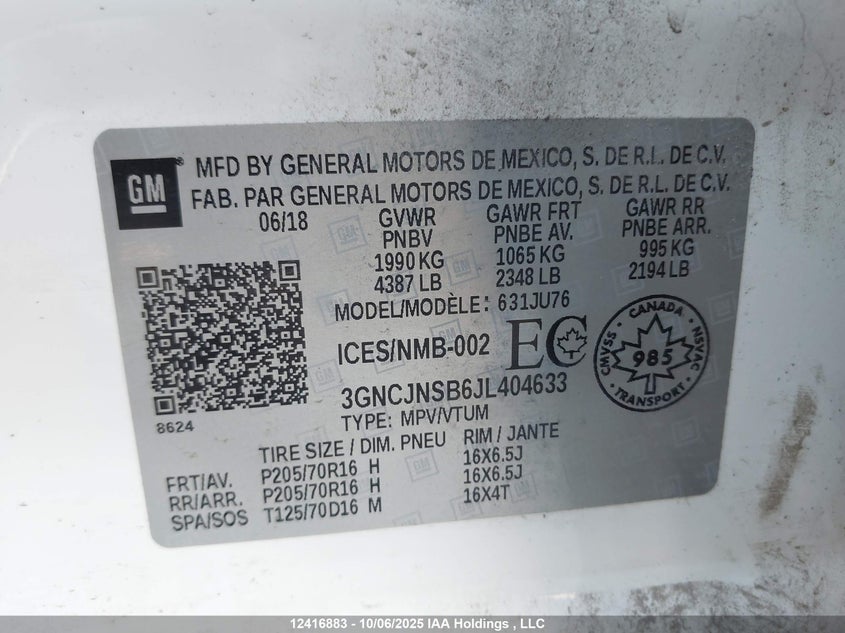 GM
MFD BY GENERAL MOTORS DE MEXICO, S. DE R.L. DE C.V.
FAB. PAR GENERAL MOTORS DE MEXICO, S. DE R.L. DE C.V.
06/18 GVWR GAWR FRT GAWR RR
PNBV PNBE AV. PNBE ARR.
1990 KG 1065 KG 995 KG
4387 LB 2348 LB 2194 LB
MODEL/MODÈLE: 631JU76
ICES/NMB-002 EC
CANADA
CMVSS 985 NSVAC
TRANSPORT
3GNCJNSB6JL404633
8624 TYPE: MPV/VTUM
TIRE SIZE / DIM. PNEU RIM / JANTE
FRT/AV. P205/70R16 H 16X6.5J
RR/ARR. P205/70R16 H 16X6.5J
SPA/SOS T125/70D16 M 16X4T
12416883 - 10/06/2025 IAA Holdings , LLC